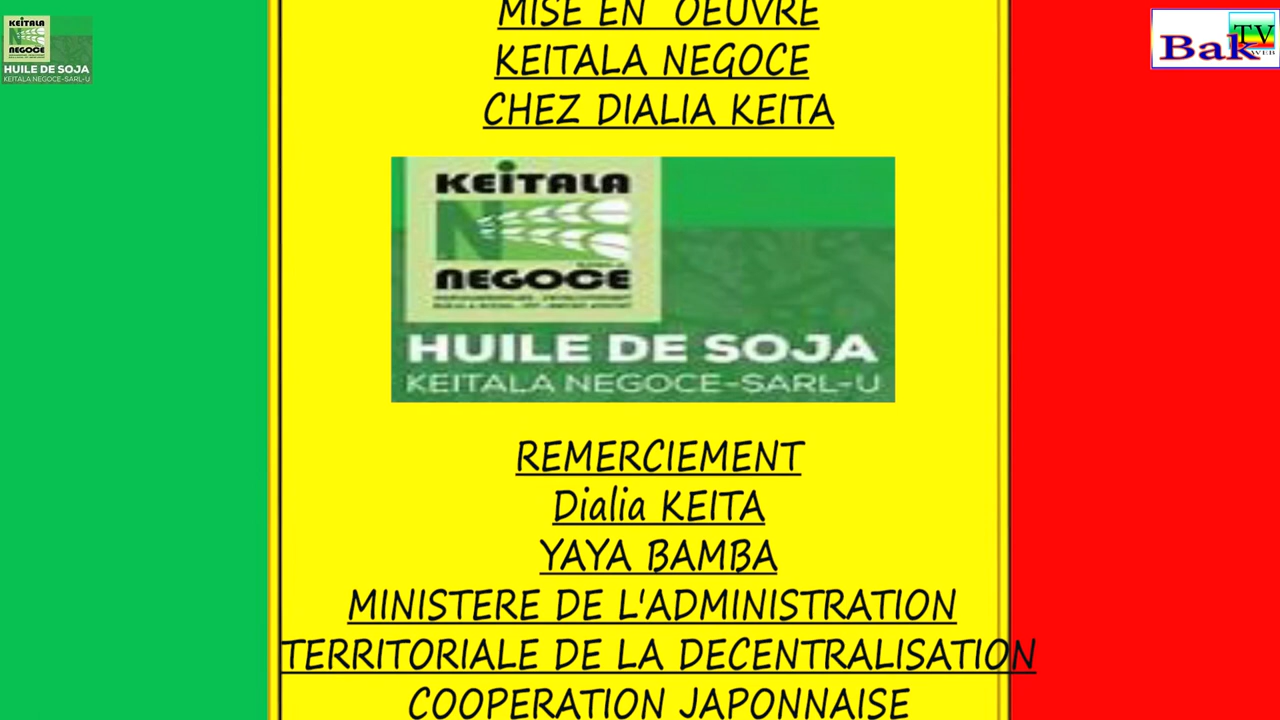 KEITALA
N
NEGOCE
HUILE DE SOJA
KEITALA NEGOCE-SARL-U
Bak TV
WEB
MISE EN OEUVRE
KEITALA NEGOCE
CHEZ DIALIA KEITA
KEITALA
N
NEGOCE
HUILE DE SOJA
KEITALA NEGOCE-SARL-U
REMERCIEMENT
Dialia KEITA
YAYA BAMBA
MINISTERE DE L'ADMINISTRATION
TERRITORIALE DE LA DECENTRALISATION
COOPERATION JAPONNAISE